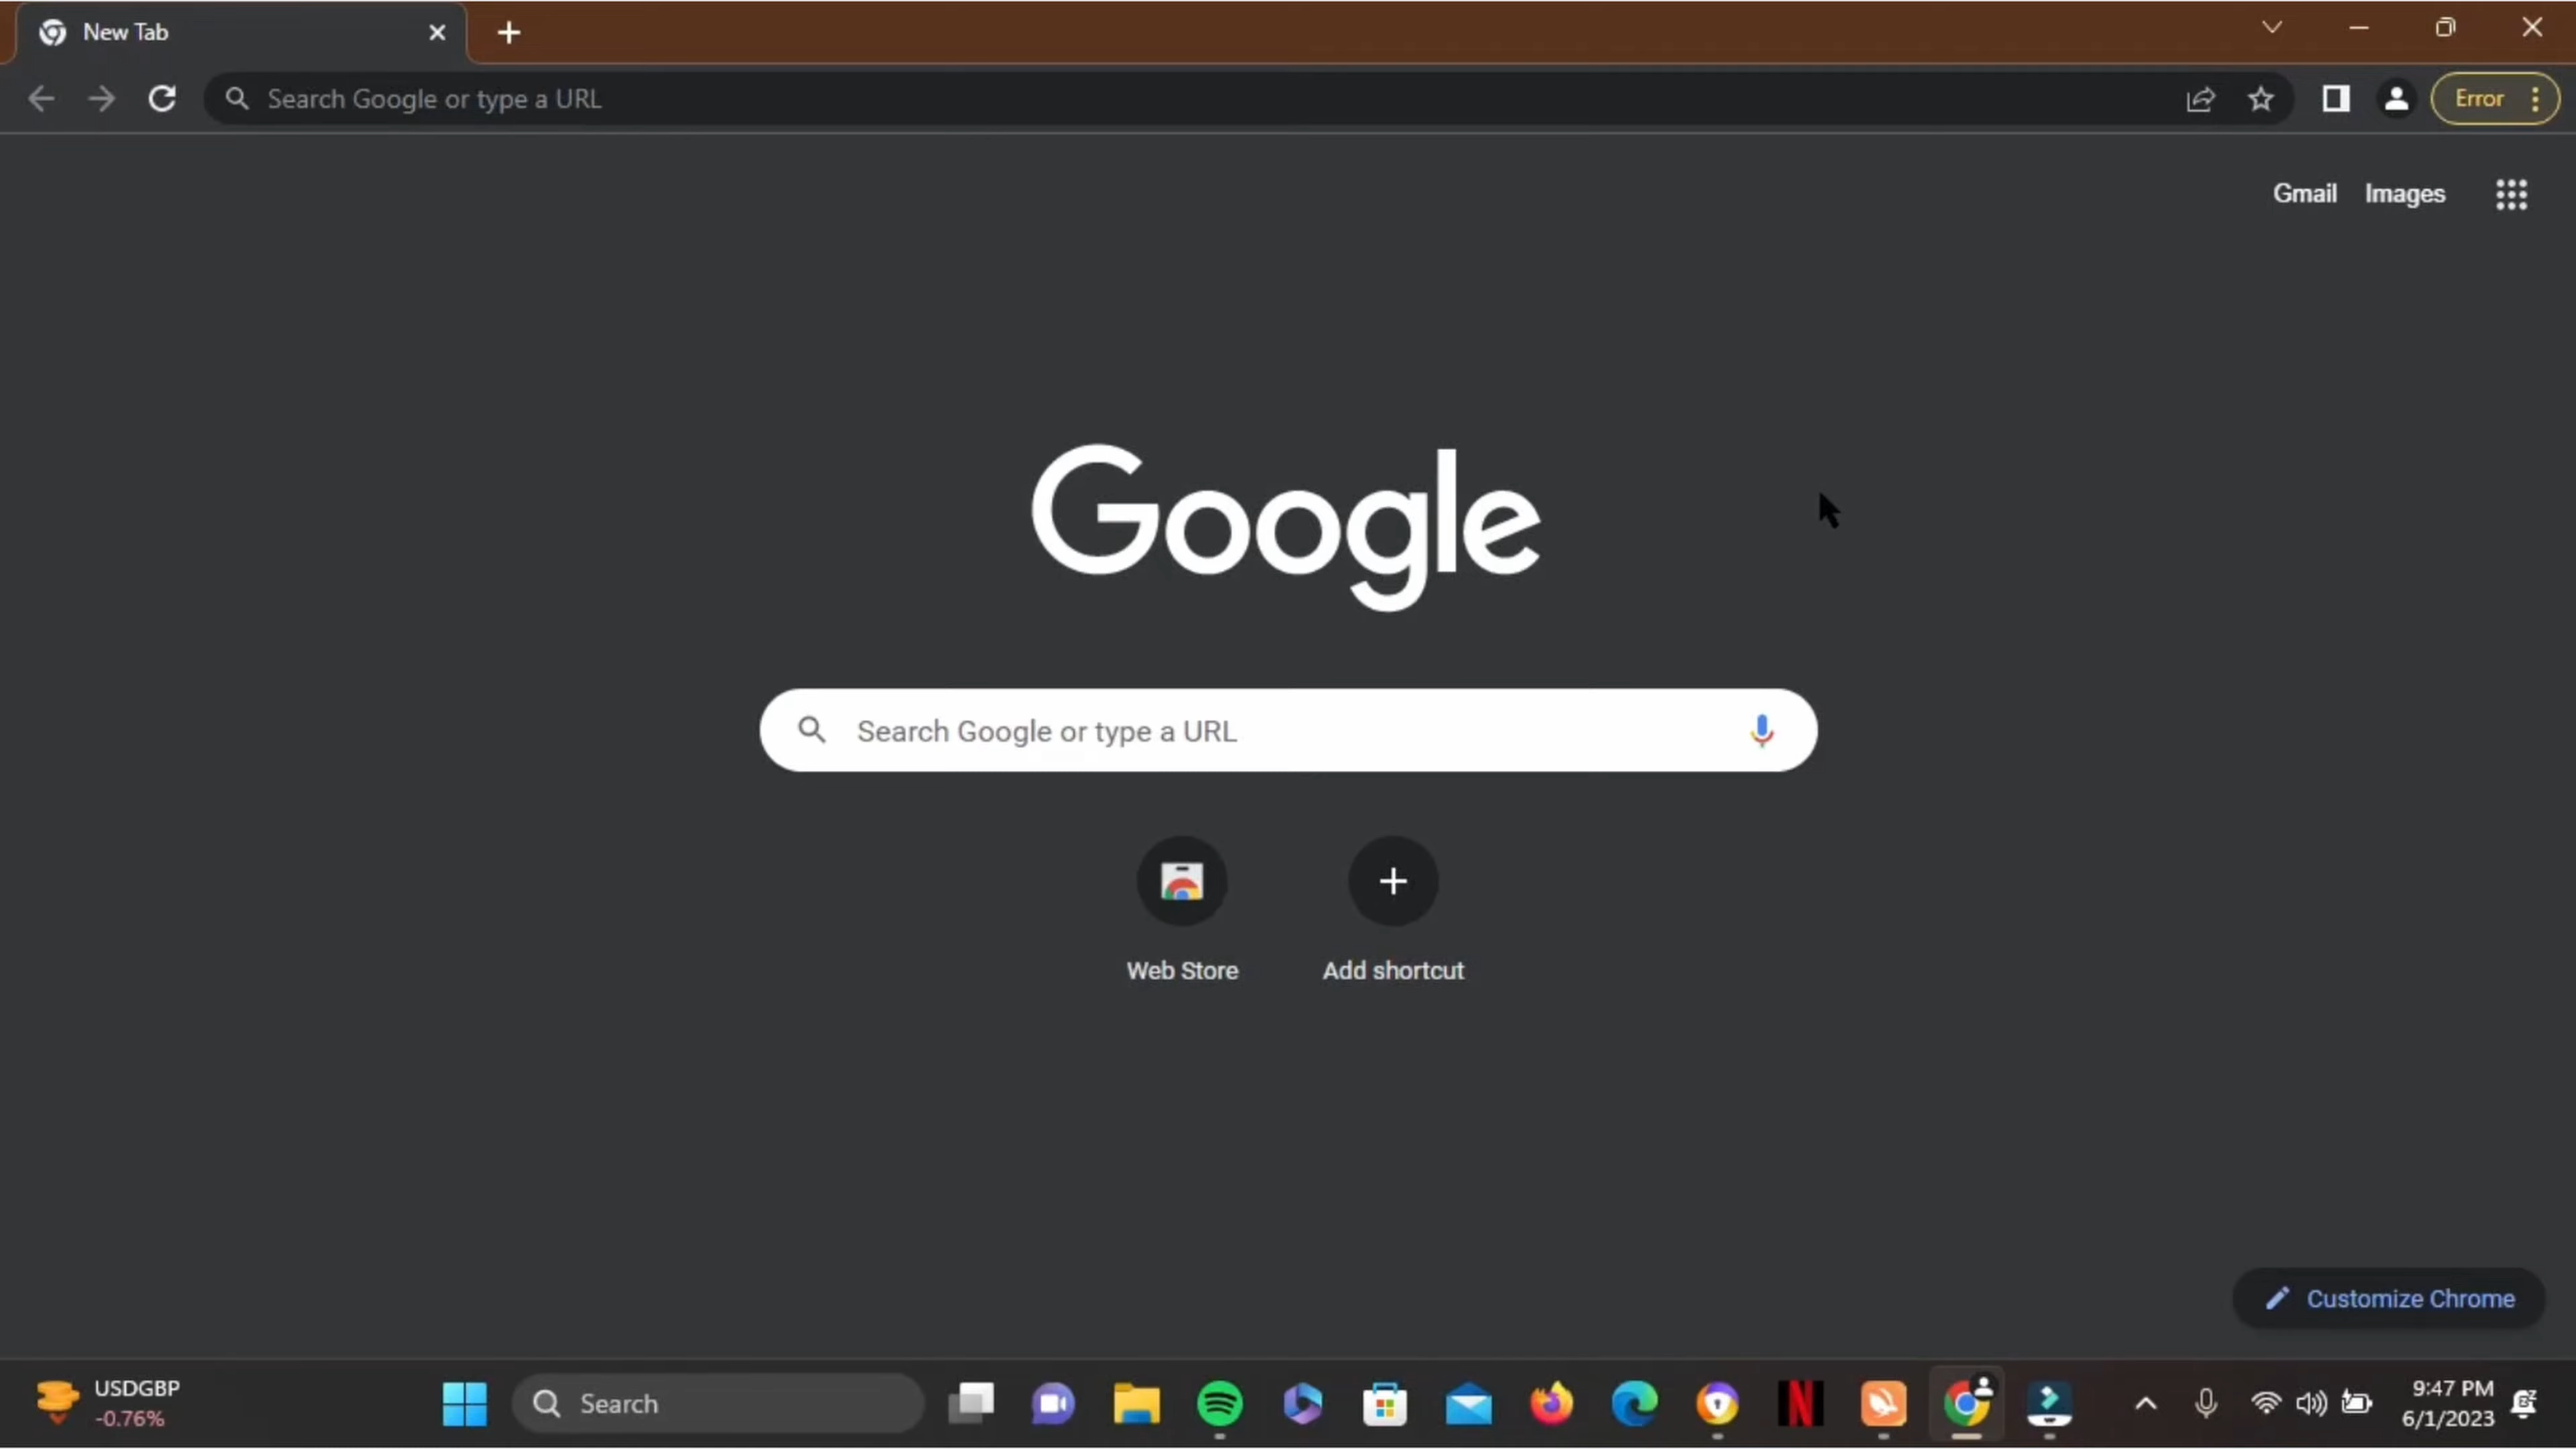 New Tab
Search Google or type a URL
Error
Gmail Images
Google
Search Google or type a URL
Web Store Add shortcut
Customize Chrome
USDGBP
-0.76%
Search
9:47 PM
6/1/2023